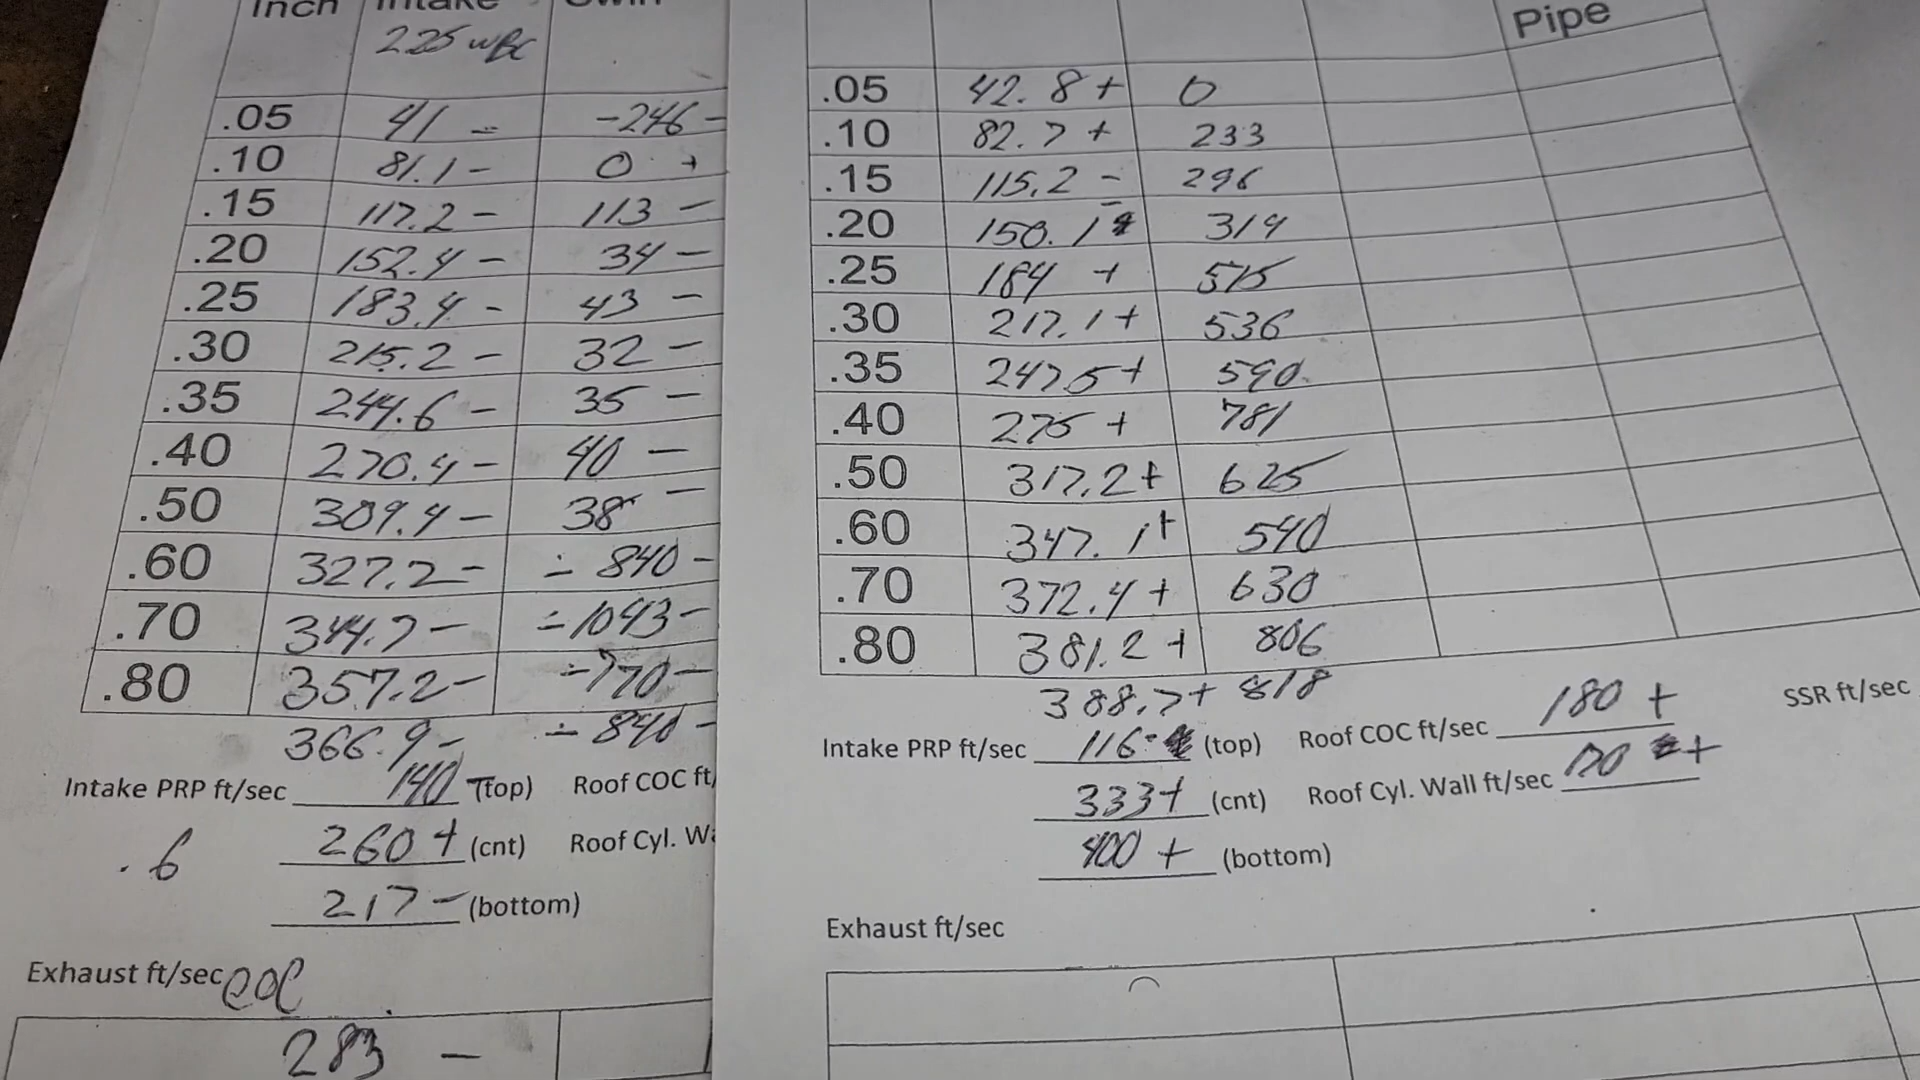 Inch Intake Swirl
225 WBC
.05 41 - -246 -
.10 81.1 - 0 +
.15 117.2 - 113 -
.20 152.4 - 34 -
.25 183.4 - 43 -
.30 215.2 - 32 -
.35 244.6 - 35 -
.40 270.4 - 40 -
.50 309.4 - 38 -
.60 327.2 - - 840 -
.70 344.7 - - 1043 -
.80 357.2 - - 770 -
366.9 - - 840 -
Intake PRP ft/sec 140 (top) Roof COC ft/
.6 260 + (cnt) Roof Cyl. Wa
217 - (bottom)
Exhaust ft/sec COC
283 -
Pipe
.05 42.8 + 0
.10 82.7 + 233
.15 115.2 - 296
.20 150.1 319
.25 184 + 515
.30 217.1 + 536
.35 247.5 + 590
.40 275 + 781
.50 317.2 + 625
.60 347.1 + 540
.70 372.4 + 630
.80 381.2 + 806
388.7 + 818
Intake PRP ft/sec 116 - (top) Roof COC ft/sec 180 + SSR ft/sec
333 + (cnt) Roof Cyl. Wall ft/sec 170 +
400 + (bottom)
Exhaust ft/sec